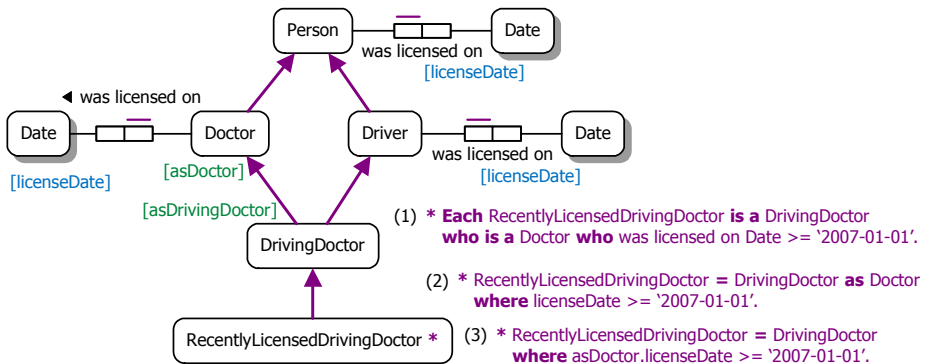 Person
Date
was licensed on
[licenseDate]
◄ was licensed on
Date
Doctor
Driver
Date
was licensed on
[licenseDate]
[asDoctor]
[licenseDate]
[asDrivingDoctor]
(1) * Each RecentlyLicensedDrivingDoctor is a DrivingDoctor
who is a Doctor who was licensed on Date >= ‘2007-01-01’.
DrivingDoctor
(2) * RecentlyLicensedDrivingDoctor = DrivingDoctor as Doctor
where licenseDate >= ‘2007-01-01’.
RecentlyLicensedDrivingDoctor *
(3) * RecentlyLicensedDrivingDoctor = DrivingDoctor
where asDoctor.licenseDate >= ‘2007-01-01’.